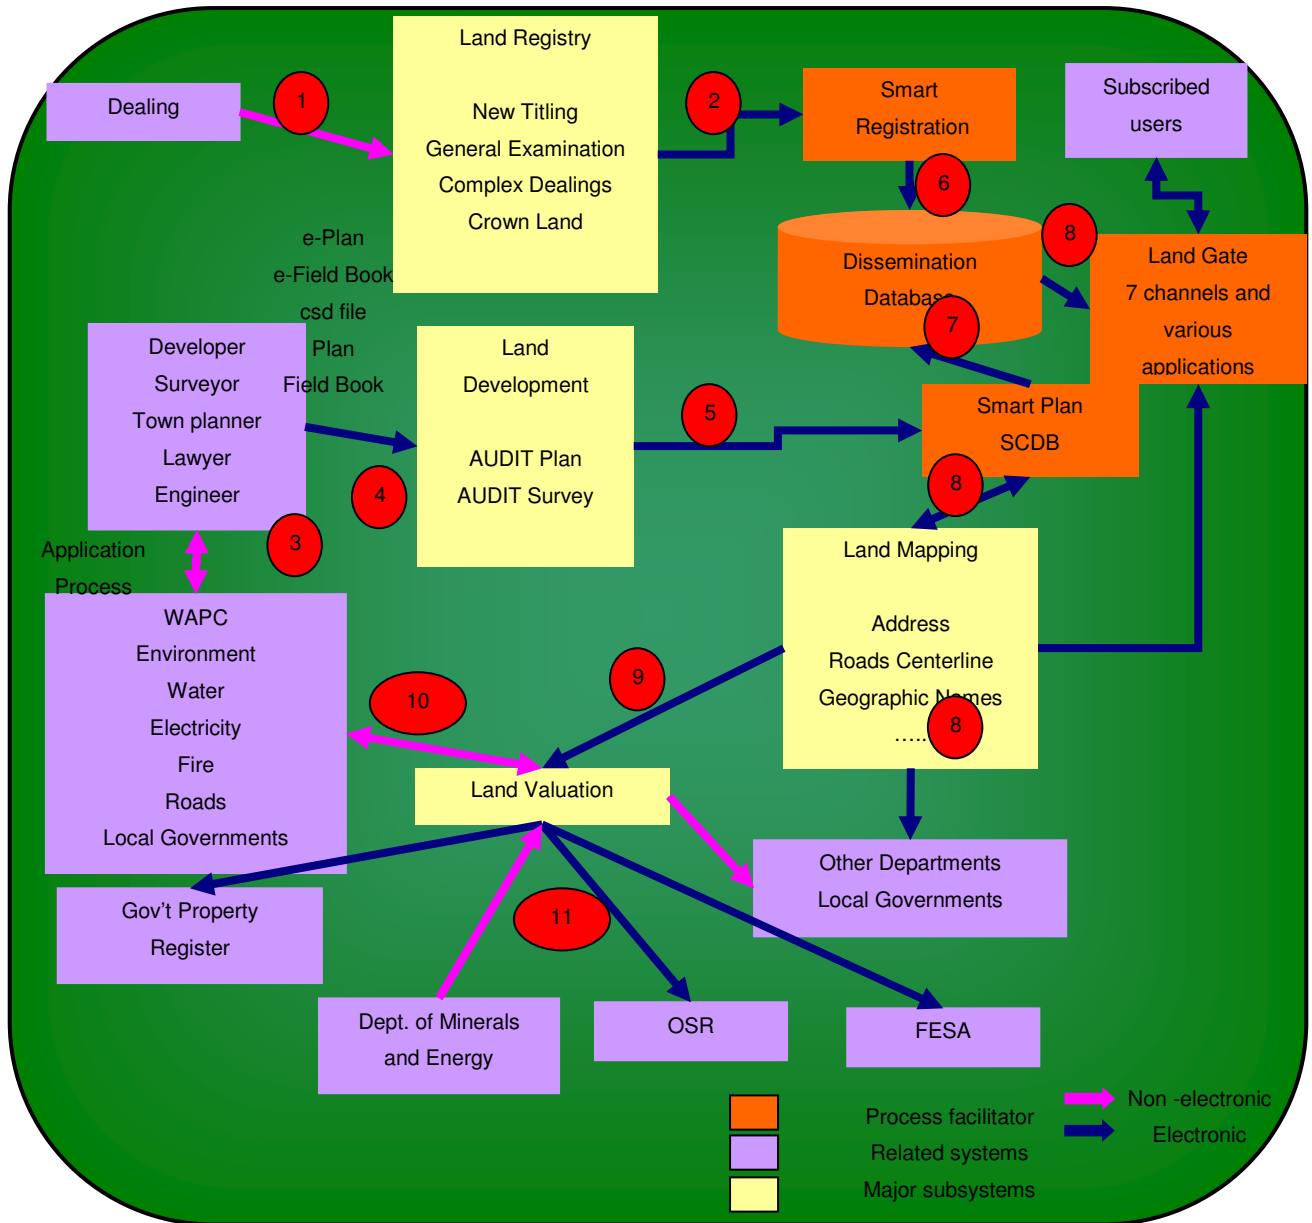 Dealing
1
Land Registry
New Titling
General Examination
Complex Dealings
Crown Land
2
Smart
Registration
Subscribed
users
6
8
Dissemination
Database
7
Land Gate
7 channels and
various
applications
e-Plan
e-Field Book
csd file
Plan
Field Book
Developer
Surveyor
Town planner
Lawyer
Engineer
Land
Development
AUDIT Plan
AUDIT Survey
5
Smart Plan
SCDB
4
3
8
Application
Process
Land Mapping
Address
Roads Centerline
Geographic Names
.....
8
WAPC
Environment
Water
Electricity
Fire
Roads
Local Governments
10
9
Land Valuation
Other Departments
Local Governments
Gov't Property
Register
11
Dept. of Minerals
and Energy
OSR
FESA
Process facilitator
Related systems
Major subsystems
Non -electronic
Electronic